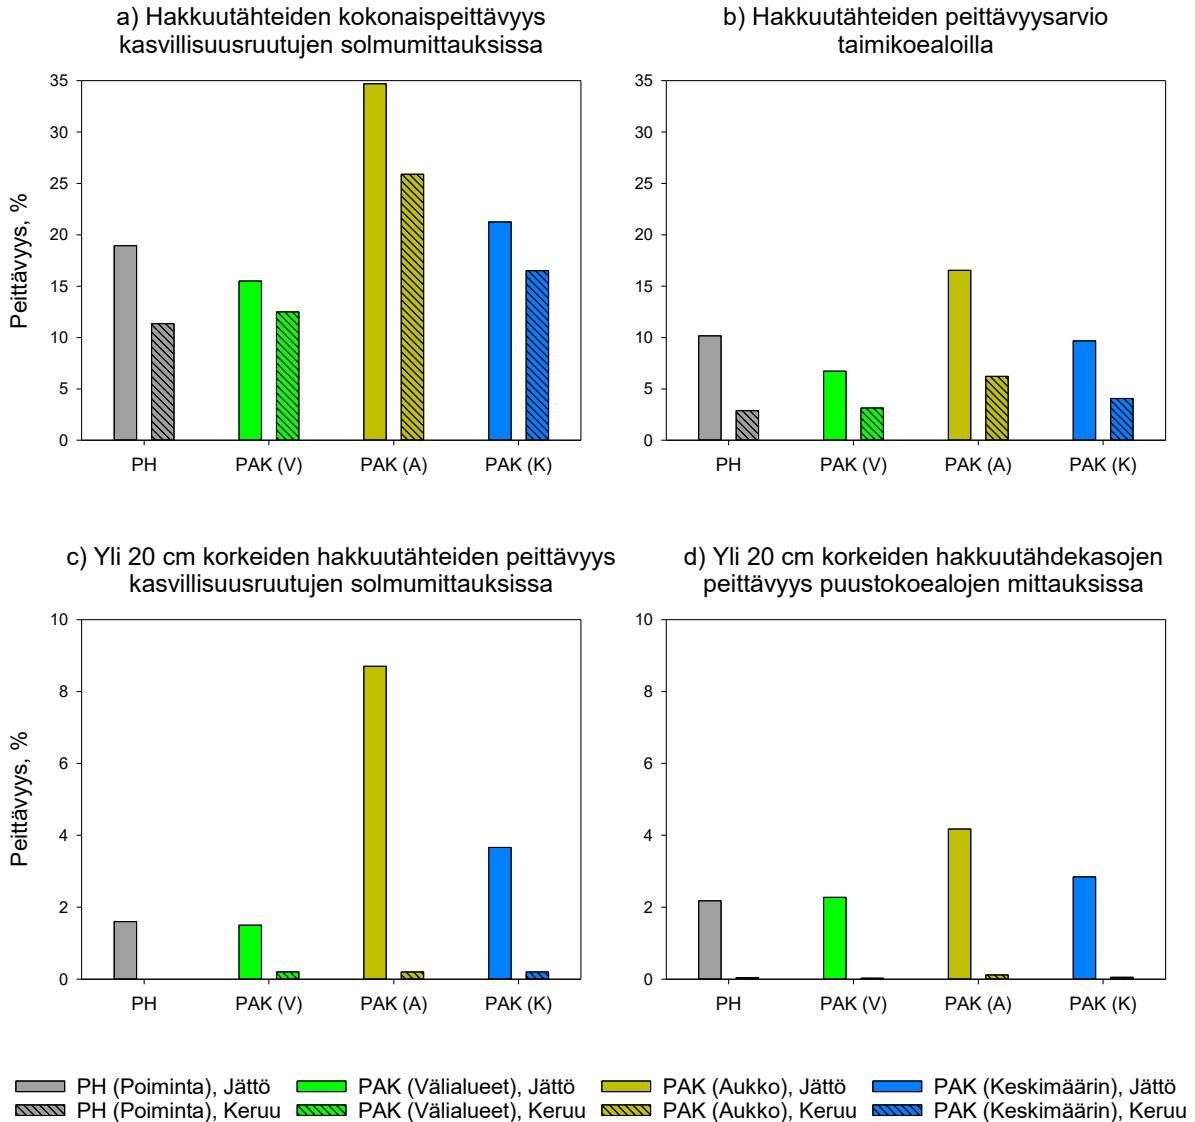 a) Hakkuutähteiden kokonaispeittävyys
kasvillisuusruutujen solmumittauksissa
35
30
25
20
15
10
5
0
Peittävyys, %
PH
PAK (V)
PAK (A)
PAK (K)
b) Hakkuutähteiden peittävyysarvio
taimikoealoilla
35
30
25
20
15
10
5
0
PH
PAK (V)
PAK (A)
PAK (K)
c) Yli 20 cm korkeiden hakkuutähteiden peittävyys
kasvillisuusruutujen solmumittauksissa
10
8
6
4
2
0
Peittävyys, %
PH
PAK (V)
PAK (A)
PAK (K)
d) Yli 20 cm korkeiden hakkuutähdekasojen
peittävyys puustokoealojen mittauksissa
10
8
6
4
2
0
PH
PAK (V)
PAK (A)
PAK (K)
PH (Poiminta), Jättö
PAK (Välialueet), Jättö
PAK (Aukko), Jättö
PAK (Keskimäärin), Jättö
PH (Poiminta), Keruu
PAK (Välialueet), Keruu
PAK (Aukko), Keruu
PAK (Keskimäärin), Keruu